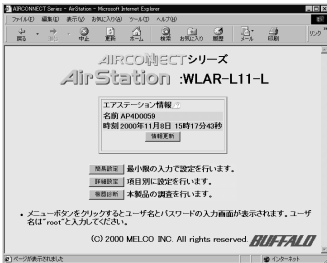 AIRCONNECT Series - AirStation - Microsoft Internet Explorer
ファイル(F) 編集(E) 表示(V) お気に入り(A) ツール(T) ヘルプ(H)
戻る 進む 中止 更新 ホーム 検索 お気に入り 履歴 メール 印刷 リンク
AIRCONNECTシリーズ
AirStation :WLAR-L11-L
エアステーション情報
名前 AP4D0059
時刻 2000年11月8日 15時17分43秒
情報更新
簡易設定 最小限の入力で設定を行います。
詳細設定 項目別に設定を行います。
機器診断 本製品の調査を行います。
• メニューボタンをクリックするとユーザ名とパスワードの入力画面が表示されます。ユーザ
名は"root"と入力してください。
(C) 2000 MELCO INC. All rights reserved. BUFFALO
ページが表示されました インターネット